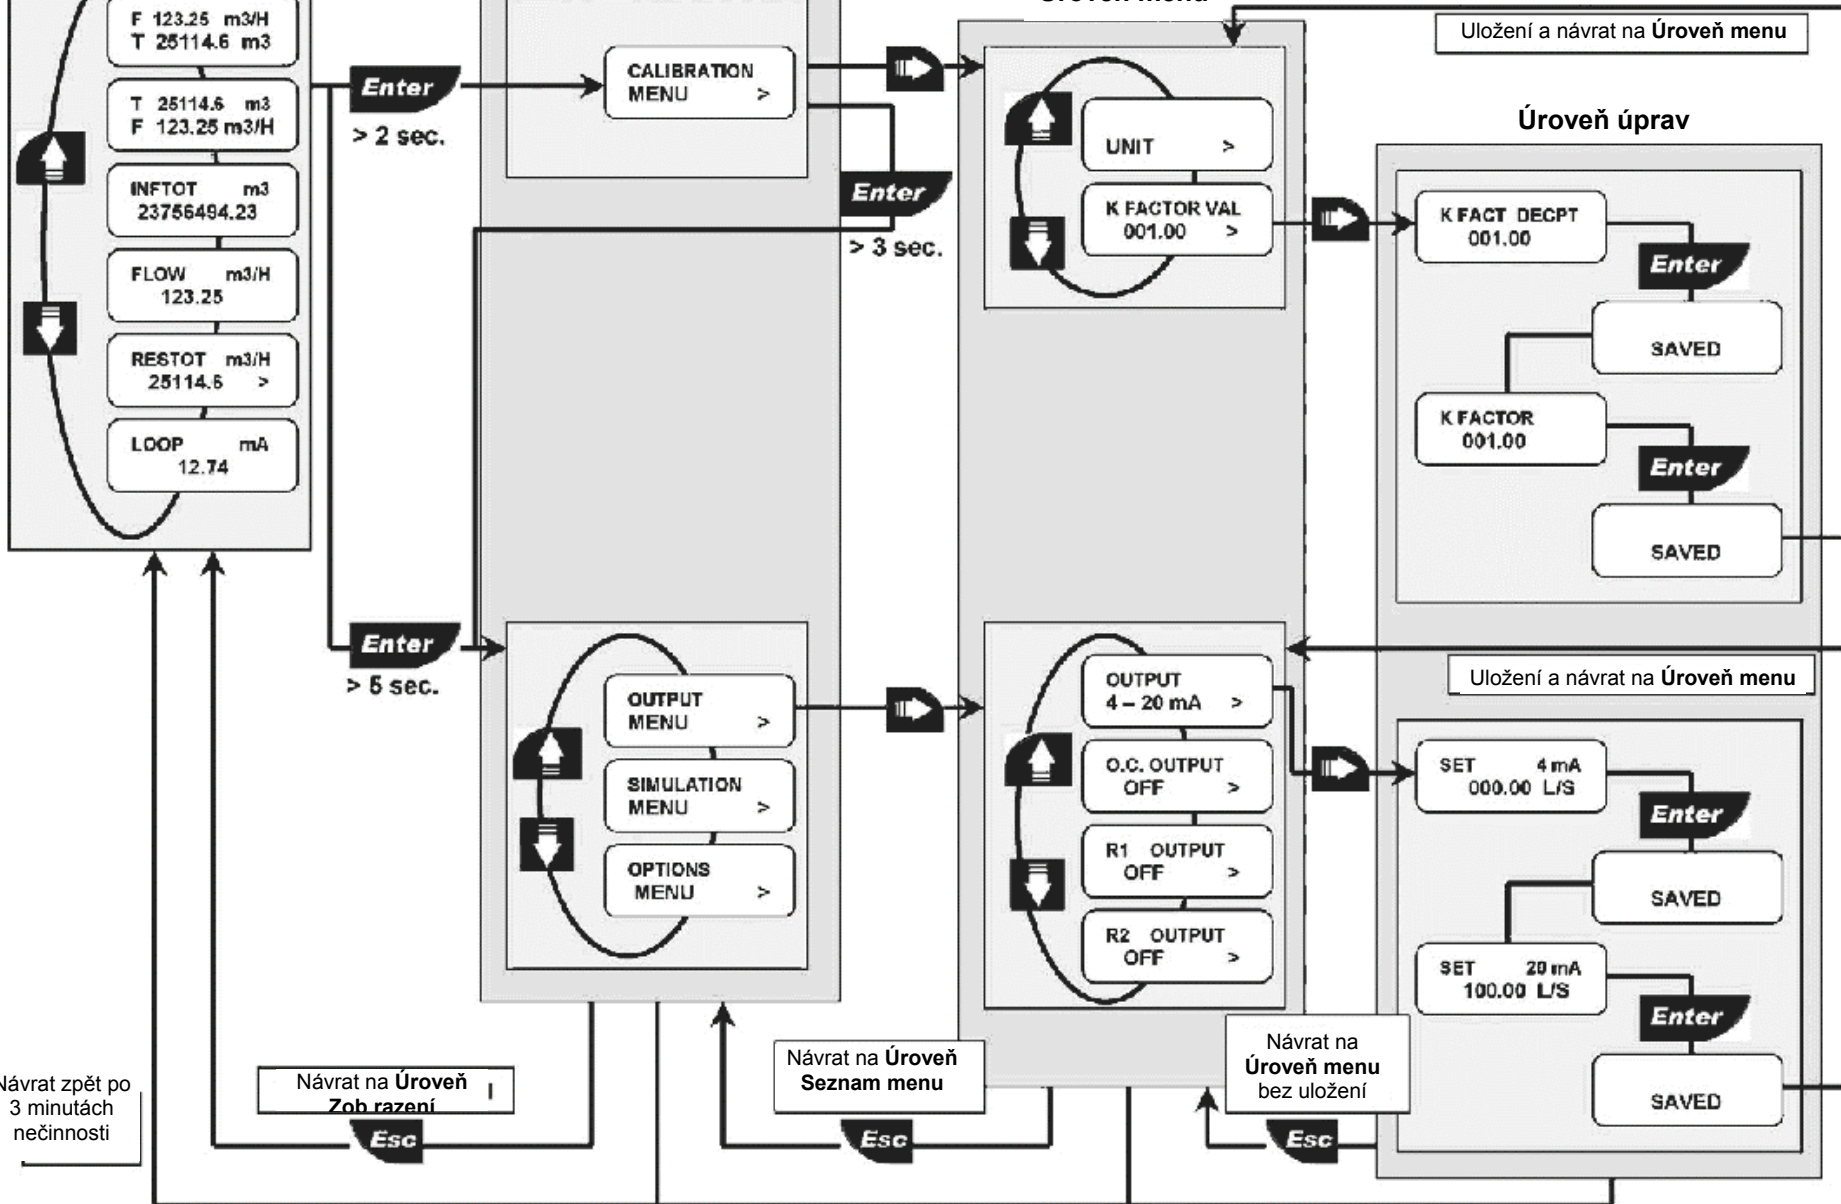 F 123.25 m3/H
T 25114.6 m3
T 25114.6 m3
F 123.25 m3/H
INFTOT m3
23756494.23
FLOW m3/H
123.25
RESTOT m3/H
25114.6 >
LOOP mA
12.74
Enter
> 2 sec.
Enter
> 5 sec.
CALIBRATION
MENU >
Enter
> 3 sec.
OUTPUT
MENU >
SIMULATION
MENU >
OPTIONS
MENU >
UNIT >
K FACTOR VAL
001.00 >
OUTPUT
4 – 20 mA >
O.C. OUTPUT
OFF >
R1 OUTPUT
OFF >
R2 OUTPUT
OFF >
Uložení a návrat na Úroveň menu
Úroveň úprav
K FACT DECPT
001.00
Enter
SAVED
K FACTOR
001.00
Enter
SAVED
Uložení a návrat na Úroveň menu
SET 4 mA
000.00 L/S
Enter
SAVED
SET 20 mA
100.00 L/S
Enter
SAVED
Návrat zpět po
3 minutách
nečinnosti
Návrat na Úroveň
Zob razení
Esc
Návrat na Úroveň
Seznam menu
Esc
Návrat na
Úroveň menu
bez uložení
Esc